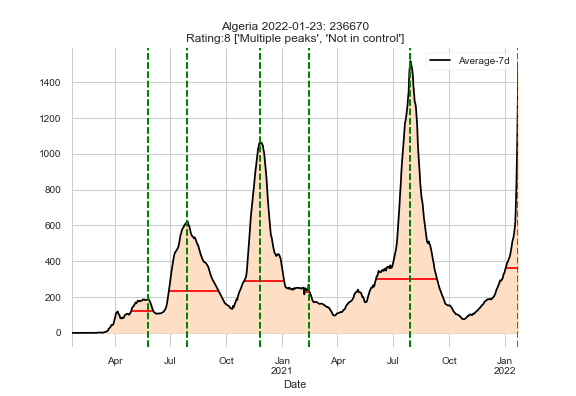 Algeria 2022-01-23: 236670
Rating:8 ['Multiple peaks', 'Not in control']
Average-7d
1400
1200
1000
800
600
400
200
0
Apr Jul Oct Jan Apr Jul Oct Jan
2021 2022
Date